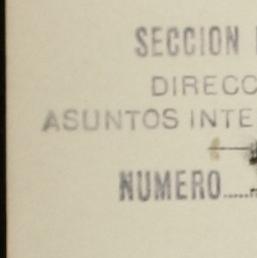 SECCION
DIRECC
ASUNTOS INTE
NUMERO......